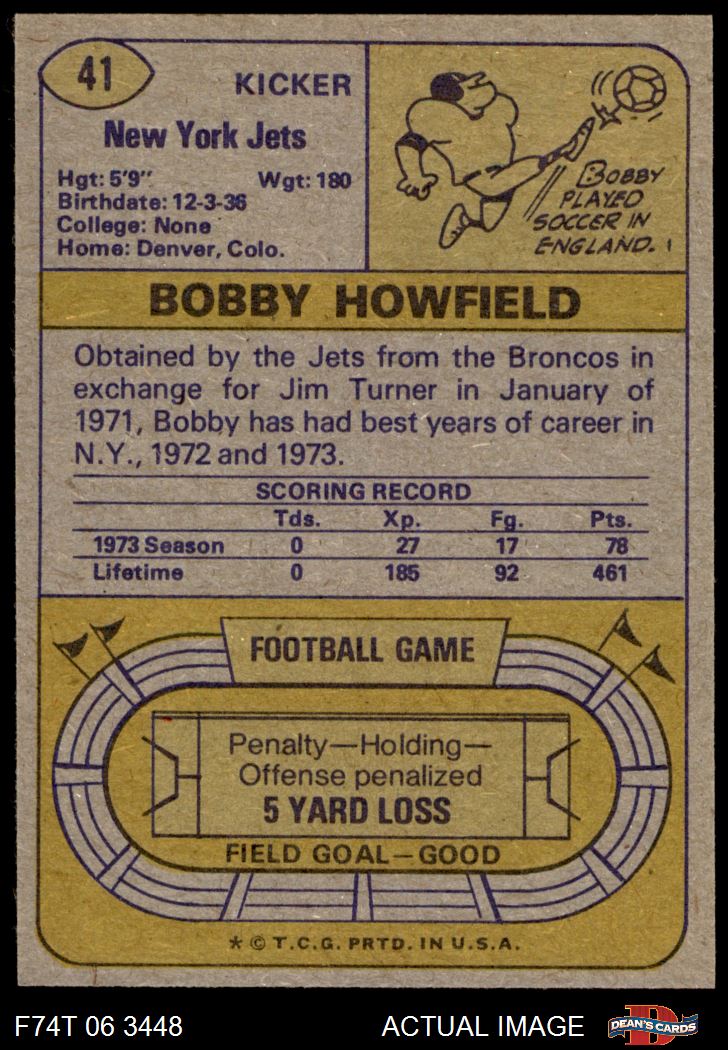 41
KICKER
New York Jets
Hgt: 5'9" Wgt: 180
Birthdate: 12-3-36
College: None
Home: Denver, Colo.
BOBBY
PLAYED
SOCCER IN
ENGLAND.
BOBBY HOWFIELD
Obtained by the Jets from the Broncos in
exchange for Jim Turner in January of
1971, Bobby has had best years of career in
N.Y., 1972 and 1973.
SCORING RECORD
Tds. Xp. Fg. Pts.
1973 Season 0 27 17 78
Lifetime 0 185 92 461
FOOTBALL GAME
Penalty—Holding—
Offense penalized
5 YARD LOSS
FIELD GOAL—GOOD
* © T.C.G. PRTD. IN U.S.A.
F74T 06 3448 ACTUAL IMAGE DEAN'S CARDS